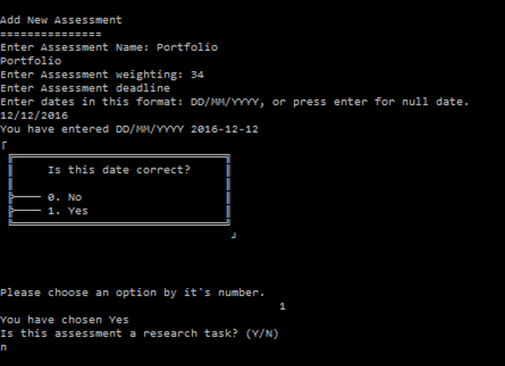 Add New Assessment
===============
Enter Assessment Name: Portfolio
Portfolio
Enter Assessment weighting: 34
Enter Assessment deadline
Enter dates in this format: DD/MM/YYYY, or press enter for null date.
12/12/2016
You have entered DD/MM/YYYY 2016-12-12
Is this date correct?
0. No
1. Yes
Please choose an option by it's number.
1
You have chosen Yes
Is this assessment a research task? (Y/N)
n